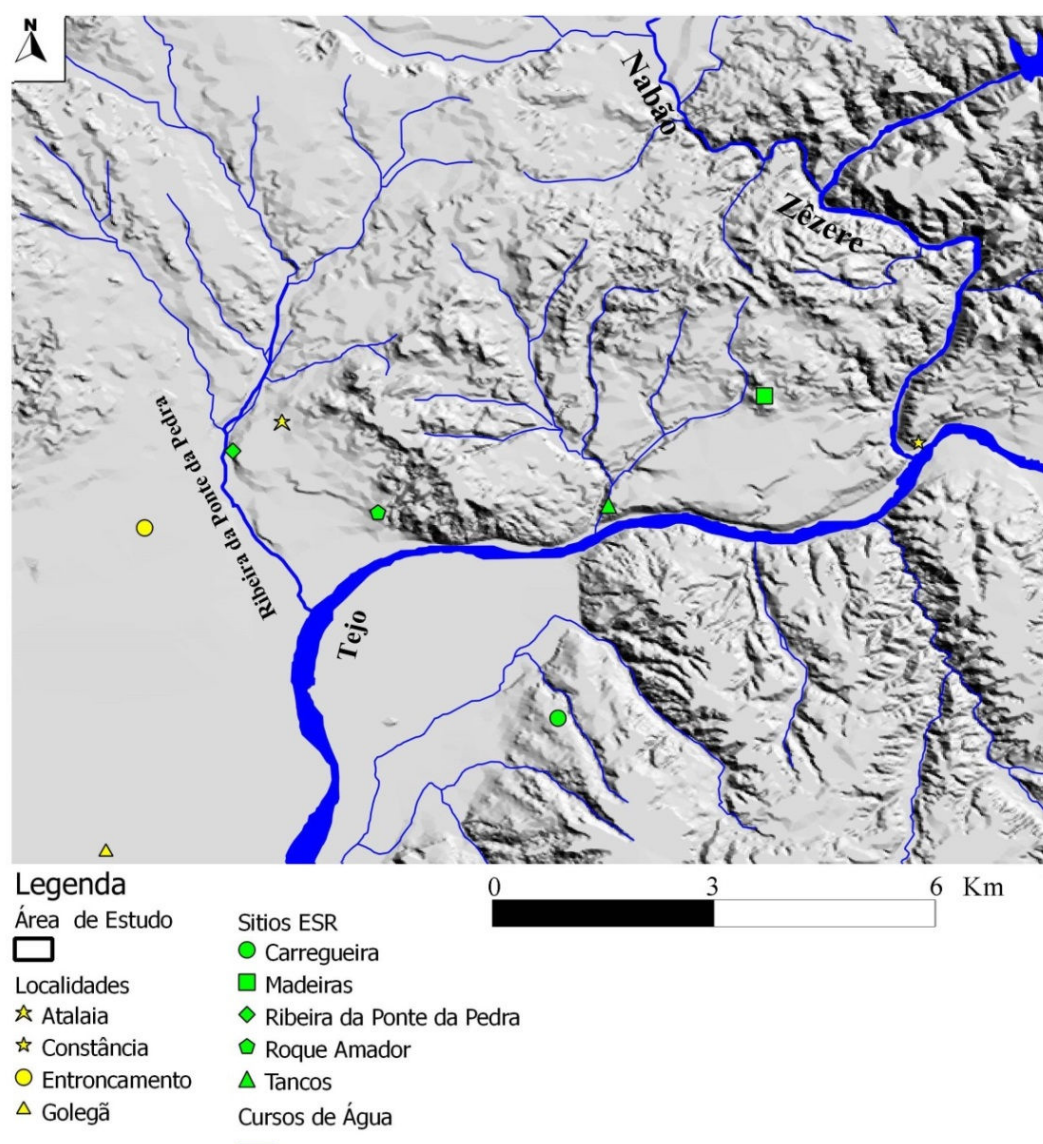 N
Nabão
Zêzere
Ribeira da Ponte da Pedra
Tejo
Legenda
Área de Estudo
Localidades
Atalaia
Constância
Entroncamento
Golegã
Sitios ESR
Carregueira
Madeiras
Ribeira da Ponte da Pedra
Roque Amador
Tancos
Cursos de Água
0 3 6 Km